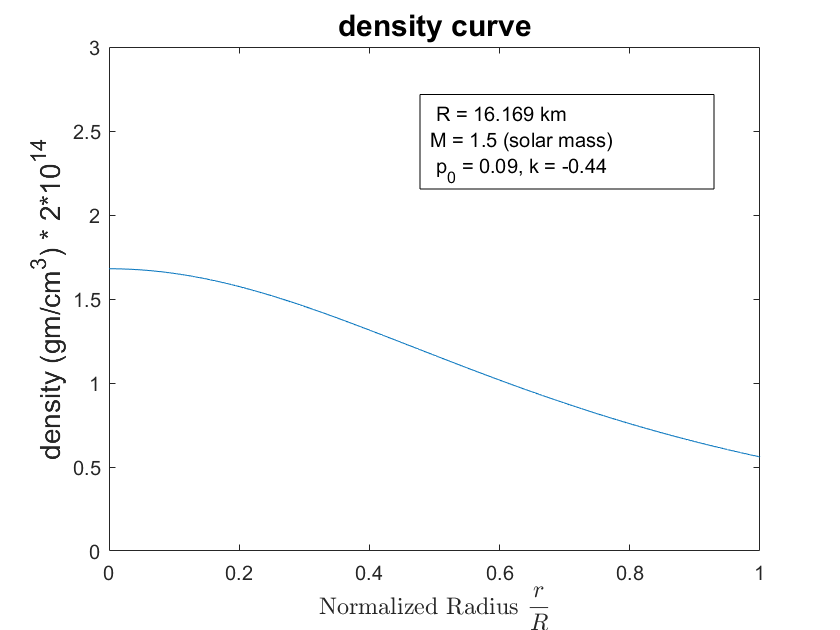 density curve
3
2.5
2
1.5
1
0.5
0
density (gm/cm³) * 2*10¹⁴
R = 16.169 km
M = 1.5 (solar mass)
p₀ = 0.09, k = -0.44
0 0.2 0.4 0.6 0.8 1
Normalized Radius r/R